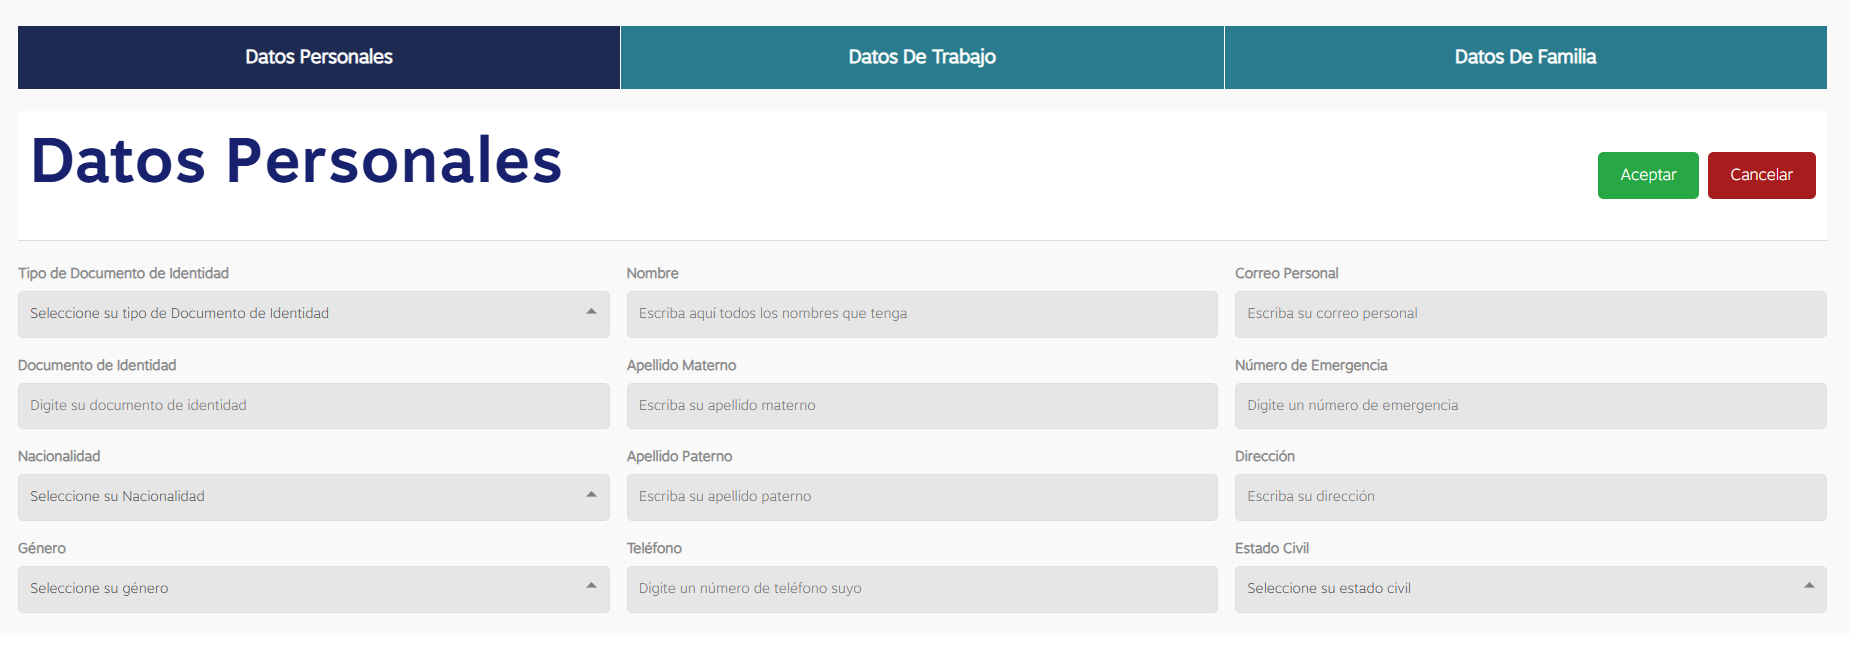 Datos Personales
Datos De Trabajo
Datos De Familia
Datos Personales
Aceptar
Cancelar
Tipo de Documento de Identidad
Nombre
Correo Personal
Seleccione su tipo de Documento de Identidad
Escriba aquí todos los nombres que tenga
Escriba su correo personal
Documento de Identidad
Apellido Materno
Número de Emergencia
Digite su documento de identidad
Escriba su apellido materno
Digite un número de emergencia
Nacionalidad
Apellido Paterno
Dirección
Seleccione su Nacionalidad
Escriba su apellido paterno
Escriba su dirección
Género
Teléfono
Estado Civil
Seleccione su género
Digite un número de teléfono suyo
Seleccione su estado civil